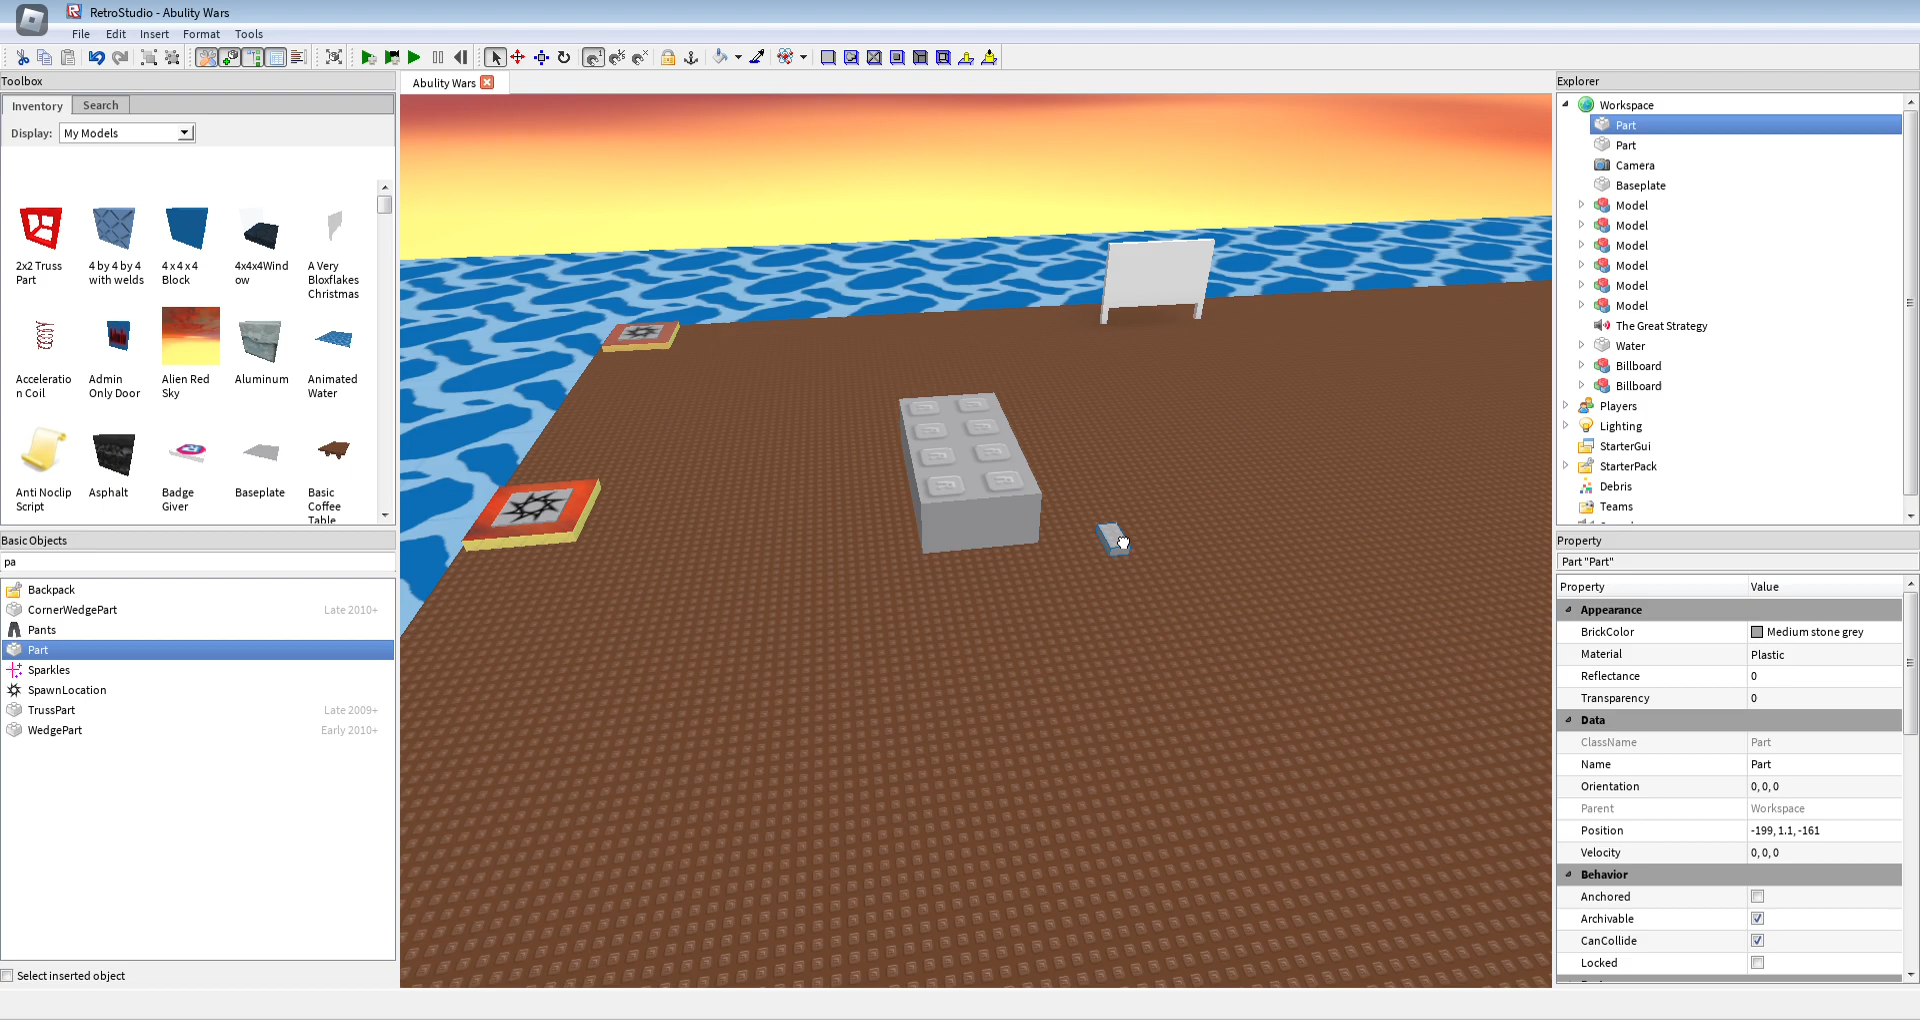 RetroStudio - Abulity Wars
File Edit Insert Format Tools
Toolbox
Inventory Search
Display: My Models
2x2 Truss Part
4 by 4 by 4 with welds
4 x 4 x 4 Block
4x4x4Window
A Very Bloxflakes Christmas
Acceleration Coil
Admin Only Door
Alien Red Sky
Aluminum
Animated Water
Anti Noclip Script
Asphalt
Badge Giver
Baseplate
Basic Coffee Table
Basic Objects
pa
Backpack
CornerWedgePart Late 2010+
Pants
Part
Sparkles
SpawnLocation
TrussPart Late 2009+
WedgePart Early 2010+
Select inserted object
Abulity Wars
Explorer
Workspace
Part
Part
Camera
Baseplate
Model
Model
Model
Model
Model
Model
The Great Strategy
Water
Billboard
Billboard
Players
Lighting
StarterGui
StarterPack
Debris
Teams
Property
Part "Part"
Property Value
Appearance
BrickColor Medium stone grey
Material Plastic
Reflectance 0
Transparency 0
Data
ClassName Part
Name Part
Orientation 0, 0, 0
Parent Workspace
Position -199, 1.1, -161
Velocity 0, 0, 0
Behavior
Anchored
Archivable
CanCollide
Locked